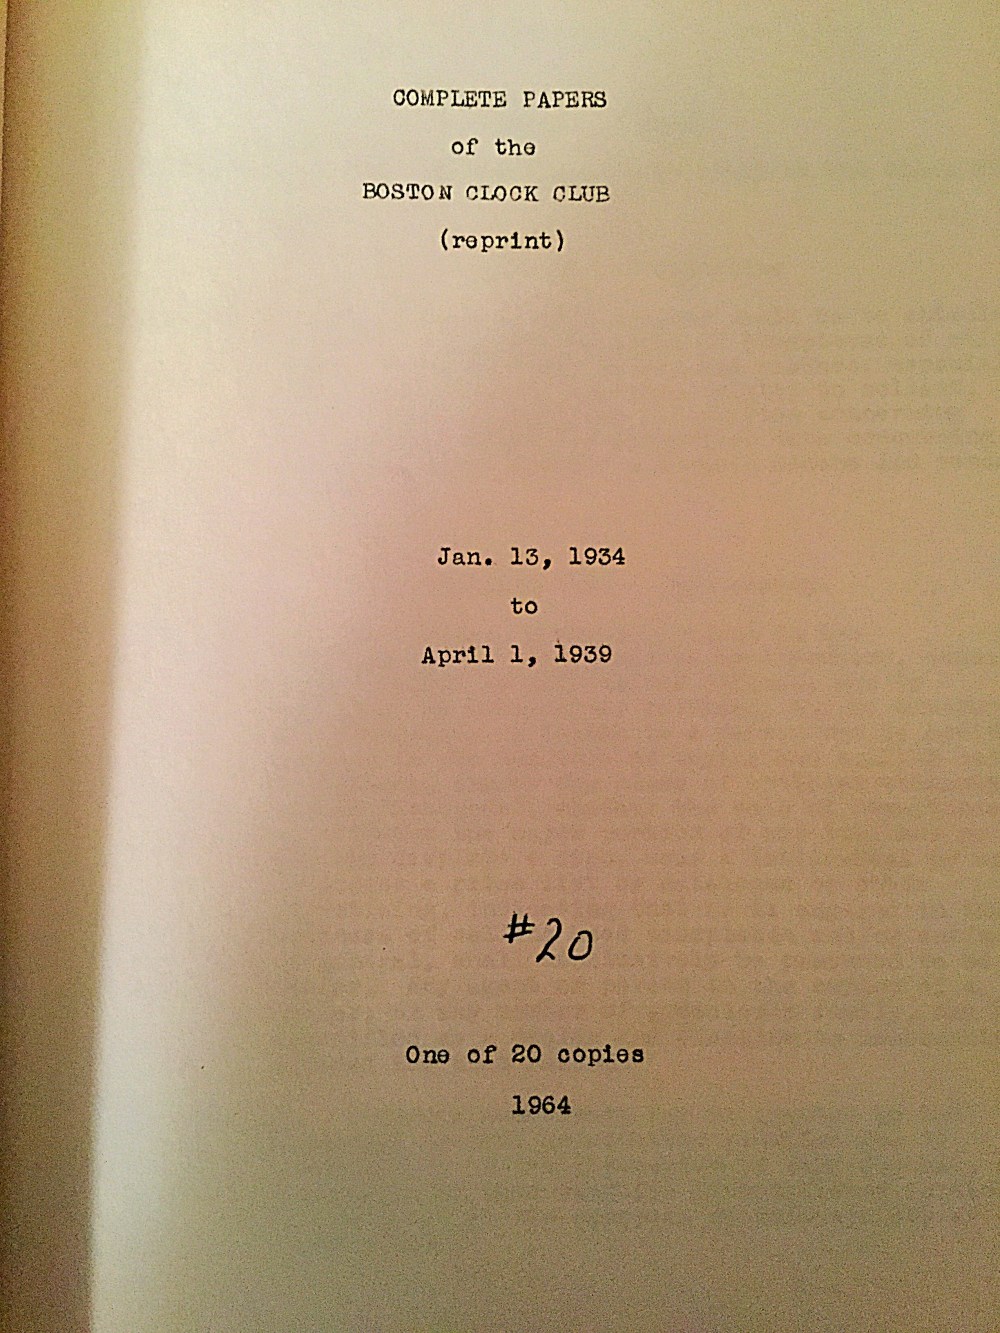 COMPLETE PAPERS
of the
BOSTON CLOCK CLUB
(reprint)
Jan. 13, 1934
to
April 1, 1939
#20
One of 20 copies
1964